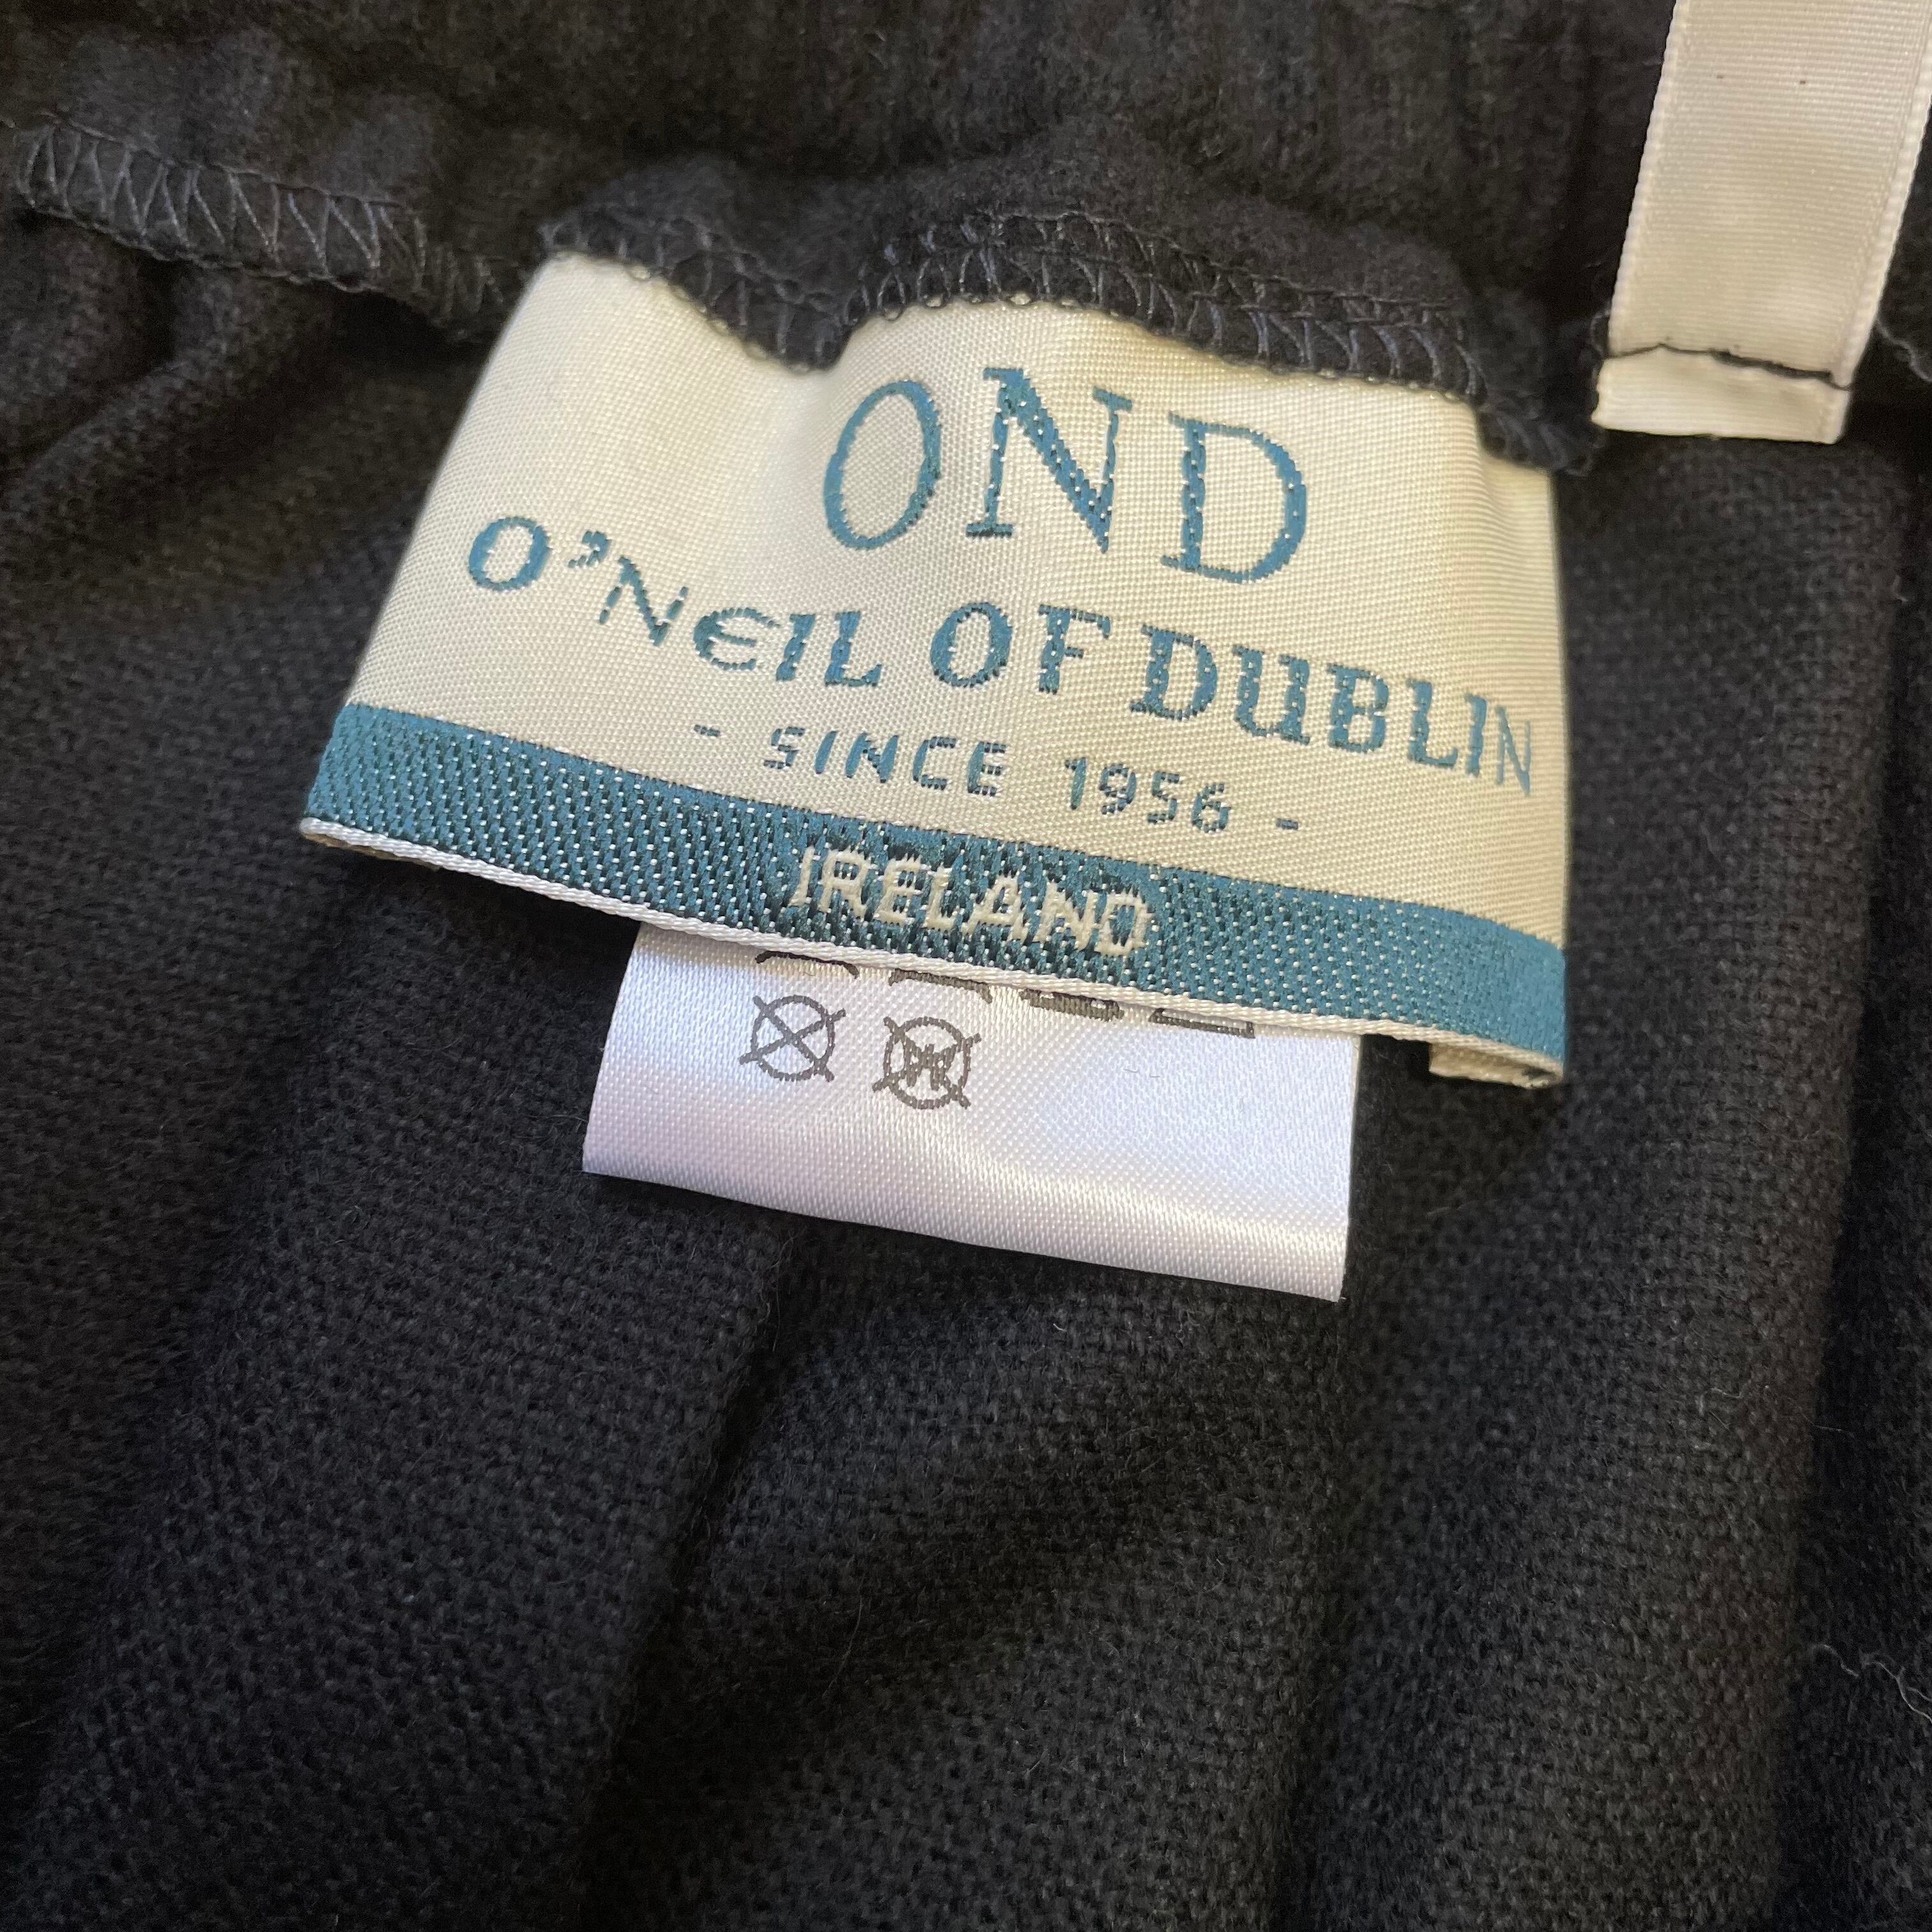 OND
O'NEIL OF DUBLIN
- SINCE 1956 -
IRELAND